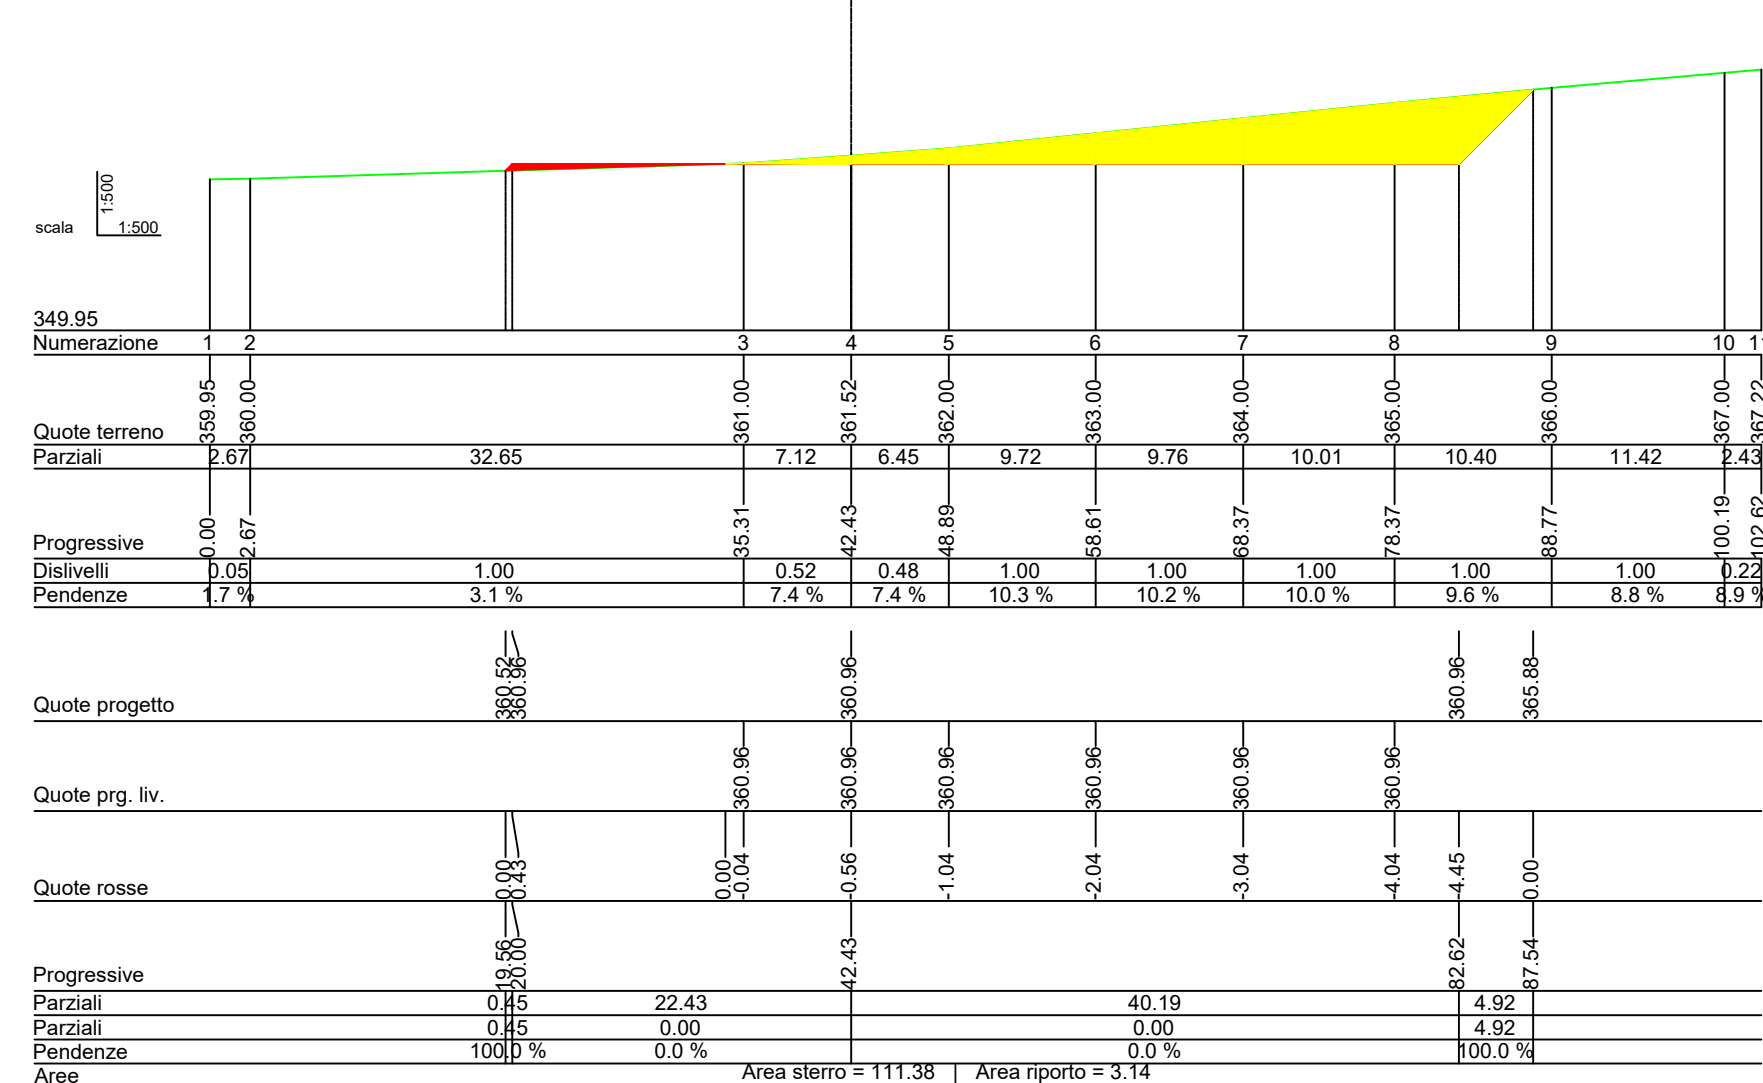 1:500
scala 1:500
349.95
Numerazione 1 2 3 4 5 6 7 8 9 10
Quote terreno 359.95 360.00 361.00 361.52 362.00 363.00 364.00 365.00 366.00 367.00 367.22
Parziali 2.67 32.65 7.12 6.45 9.72 9.76 10.01 10.40 11.42 2.43
Progressive 0.00 2.67 35.31 42.43 48.89 58.61 68.37 78.37 88.77 100.19 102.62
Dislivelli 0.05 1.00 0.52 0.48 1.00 1.00 1.00 1.00 1.00 0.22
Pendenze 1.7 % 3.1 % 7.4 % 7.4 % 10.3 % 10.2 % 10.0 % 9.6 % 8.8 % 8.9 %
Quote progetto 360.52 360.96 360.96 360.96 365.88
Quote prg. liv. 360.96 360.96 360.96 360.96 360.96 360.96
Quote rosse 0.00 0.43 0.00 -0.04 -0.56 -1.04 -2.04 -3.04 -4.04 -4.45 0.00
Progressive 19.56 20.00 42.43 82.62 87.54
Parziali 0.45 22.43 40.19 4.92
Parziali 0.45 0.00 0.00 4.92
Pendenze 100.0 % 0.0 % 0.0 % 100.0 %
Aree Area sterro = 111.38 | Area riporto = 3.14